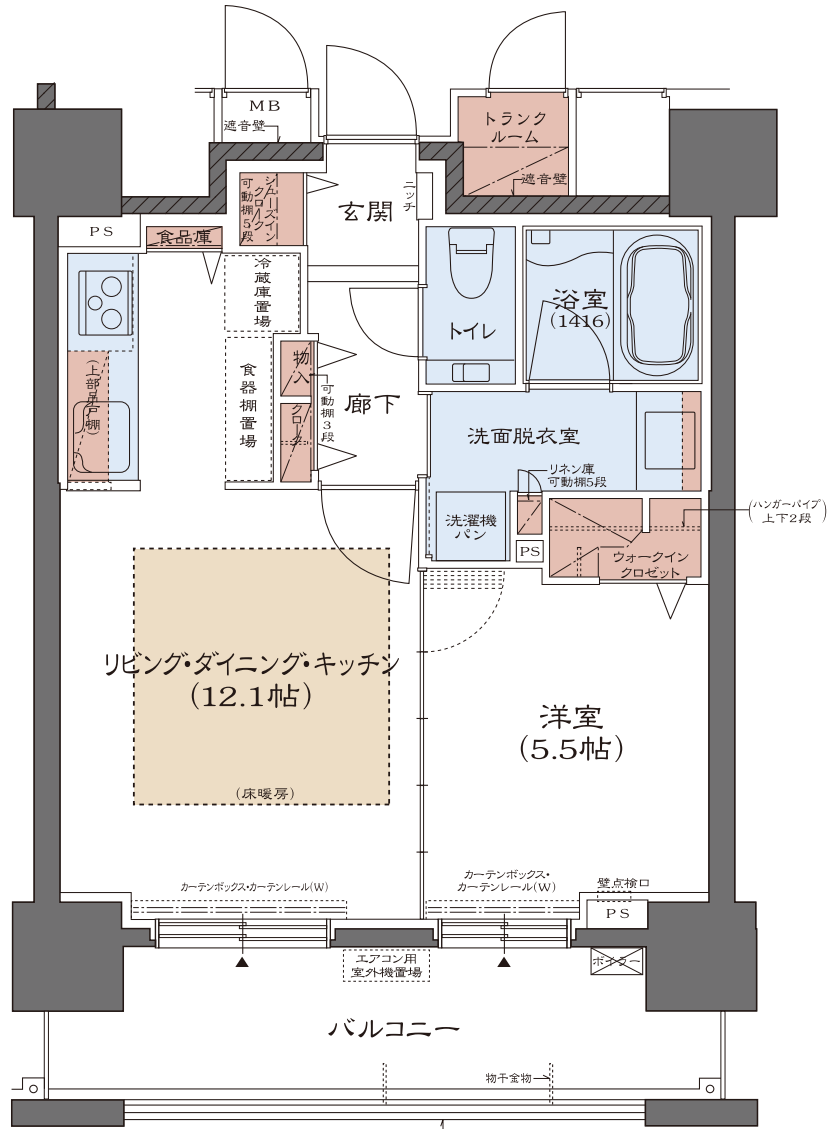 MB
遮音壁
トランク
ルーム
遮音壁
シューズイン
クローク
可動棚5段
ニッチ
玄関
PS
食品庫
冷蔵庫置場
トイレ
浴室
(1416)
(上部吊戸棚)
食器棚置場
物入
可動棚3段
クローク
廊下
洗面脱衣室
リネン庫
可動棚5段
洗濯機
パン
PS
(ハンガーパイプ
上下2段)
ウォークイン
クロゼット
リビング・ダイニング・キッチン
(12.1帖)
洋室
(5.5帖)
(床暖房)
カーテンボックス・カーテンレール(W)
カーテンボックス・
カーテンレール(W)
壁点検口
PS
エアコン用
室外機置場
ボイラー
バルコニー
物干金物